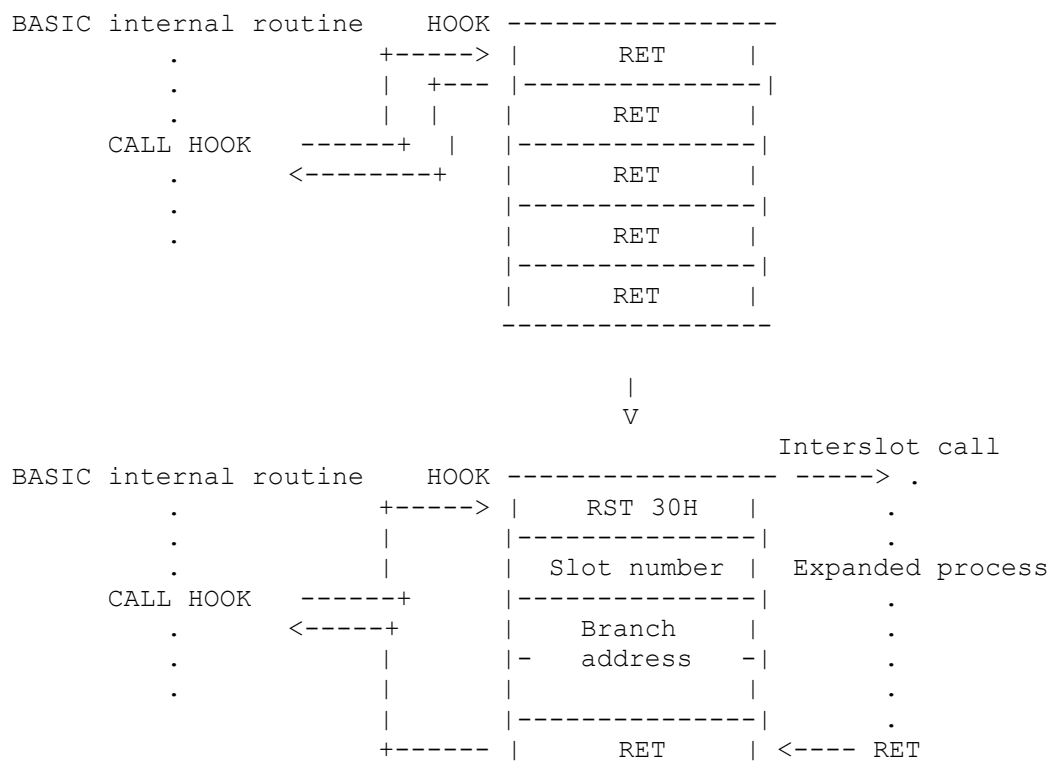 BASIC internal routine    HOOK -----------------
          .             +-----> |      RET      |
          .             |  +--- |---------------|
          .             |  |    |      RET      |
      CALL HOOK   ------+  |    |---------------|
          .       <--------+    |      RET      |
          .                     |---------------|
          .                     |      RET      |
                                |---------------|
                                |      RET      |
                                -----------------
                                        |
                                        V
                                                  Interslot call
BASIC internal routine    HOOK ----------------- -----> .
          .             +-----> |    RST 30H    |       .
          .             |       |---------------|       .
          .             |       |  Slot number  |  Expanded process
      CALL HOOK   ------+       |---------------|       .
          .       <-----+       |    Branch     |       .
          .             |       |-   address   -|       .
          .             |       |               |       .
                        |       |---------------|       .
                        +------ |      RET      | <---- RET